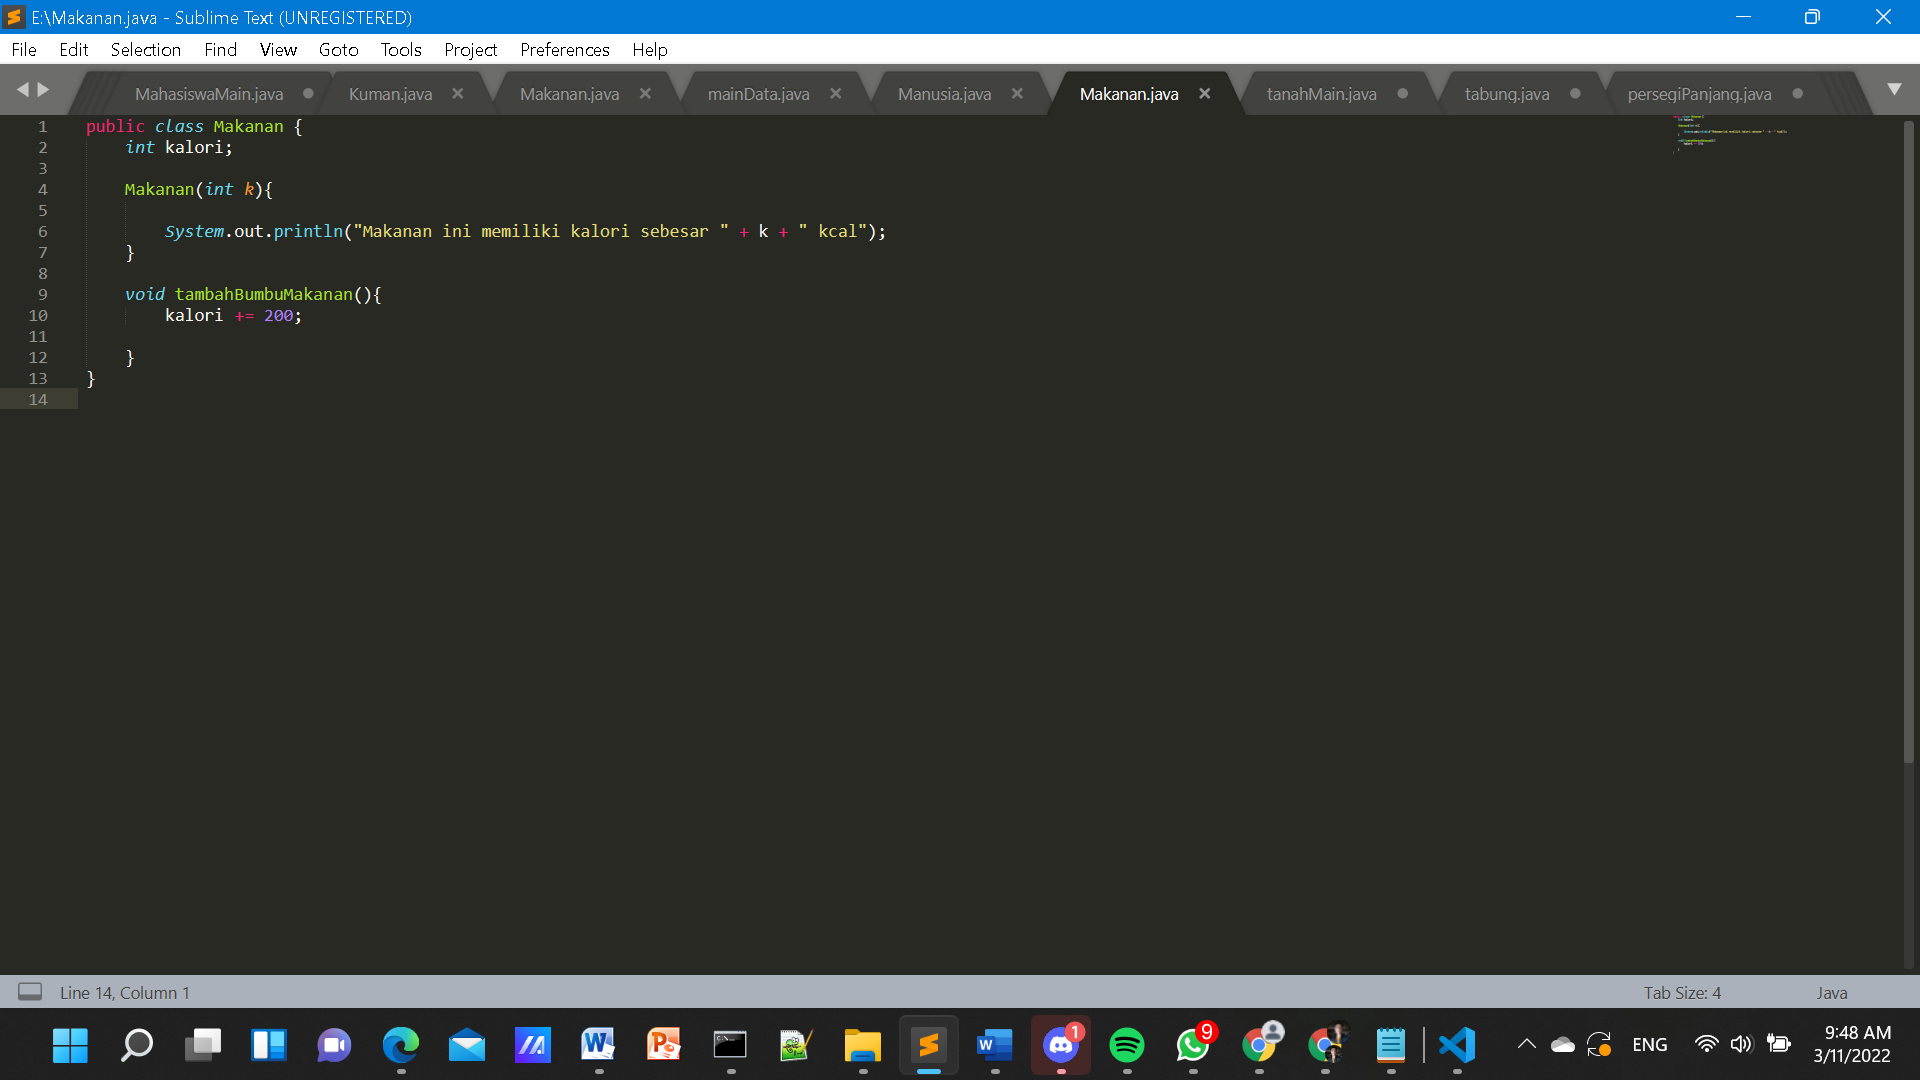 E:\Makanan.java - Sublime Text (UNREGISTERED)
File Edit Selection Find View Goto Tools Project Preferences Help
MahasiswaMain.java Kuman.java Makanan.java mainData.java Manusia.java Makanan.java tanahMain.java tabung.java persegiPanjang.java
1 public class Makanan {
2 int kalori;
3
4 Makanan(int k){
5
6 System.out.println("Makanan ini memiliki kalori sebesar " + k + " kcal");
7 }
8
9 void tambahBumbuMakanan(){
10 kalori += 200;
11
12 }
13 }
14
Line 14, Column 1 Tab Size: 4 Java
1 9 ENG 9:48 AM
3/11/2022